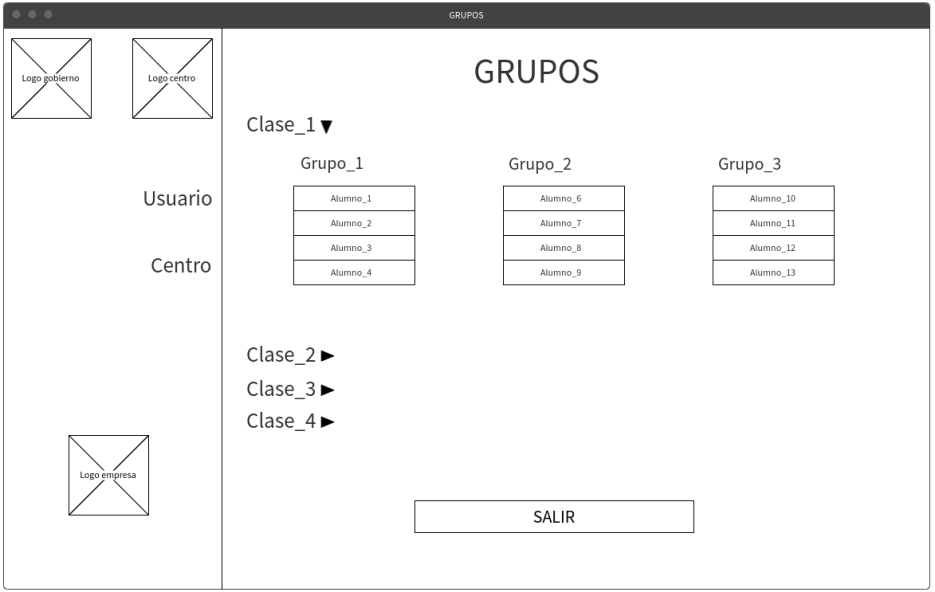 GRUPOS
Logo gobierno
Logo centro
Usuario
Centro
Logo empresa
GRUPOS
Clase_1
Grupo_1
Alumno_1
Alumno_2
Alumno_3
Alumno_4
Grupo_2
Alumno_6
Alumno_7
Alumno_8
Alumno_9
Grupo_3
Alumno_10
Alumno_11
Alumno_12
Alumno_13
Clase_2
Clase_3
Clase_4
SALIR